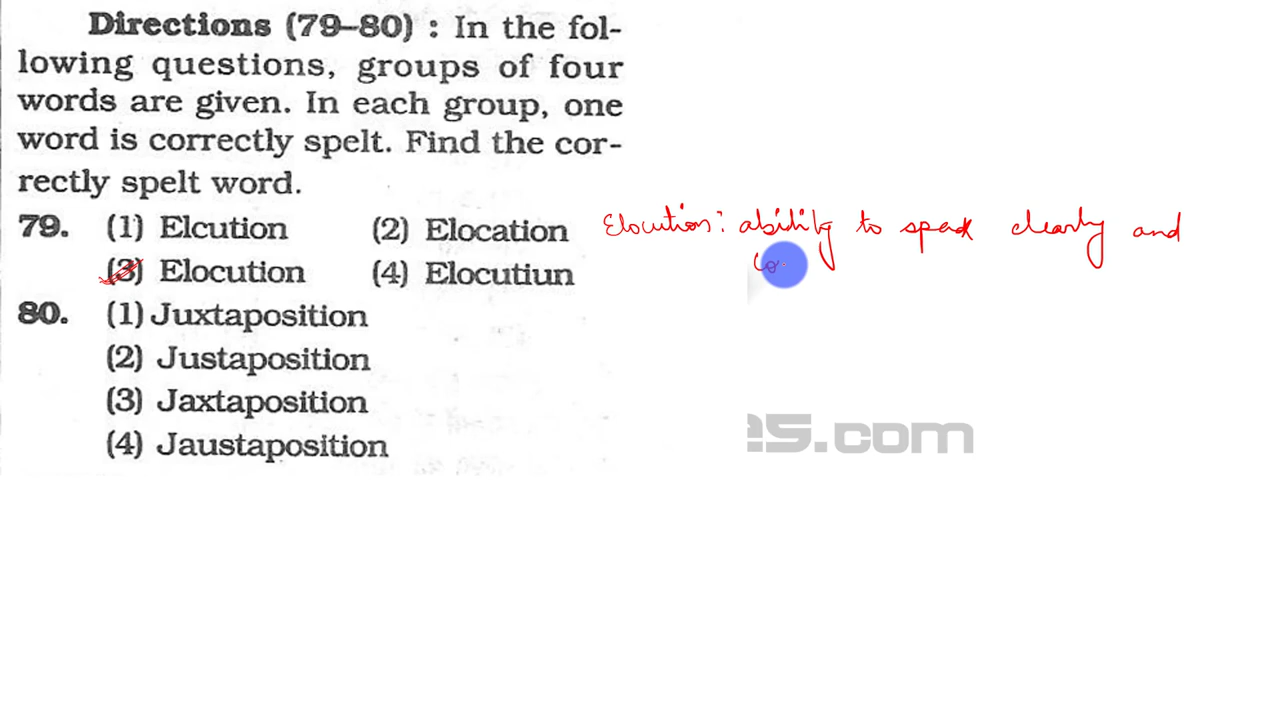 Directions (79–80) : In the fol-
lowing questions, groups of four
words are given. In each group, one
word is correctly spelt. Find the cor-
rectly spelt word.
79. (1) Elcution (2) Elocation
(3) Elocution (4) Elocutiun
Elocution: ability to speak clearly and
co
80. (1) Juxtaposition
(2) Justaposition
(3) Jaxtaposition
(4) Jaustaposition
s.com